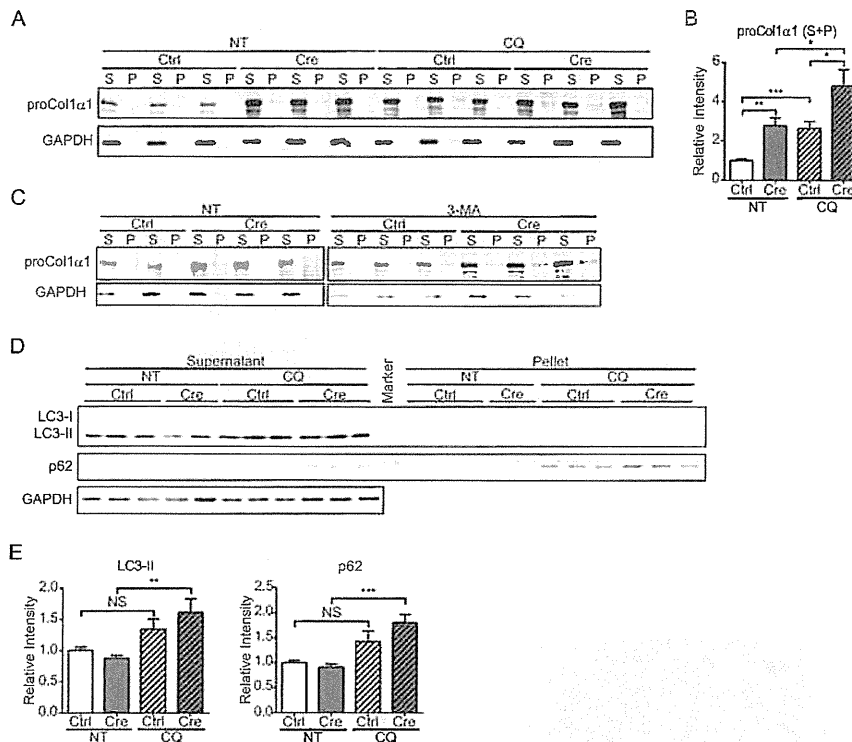 A
NT CQ
Ctrl Cre Ctrl Cre
S P S P S P S P S P S P S P S P S P S P S P S P
proCol1α1
GAPDH
B
proCol1α1 (S+P)
Relative Intensity
6
4
2
0
*
*
***
**
Ctrl Cre Ctrl Cre
NT CQ
C
NT 3-MA
Ctrl Cre Ctrl Cre
S P S P S P S P S P S P S P S P S P S P S P
proCol1α1
GAPDH
D
Supernatant Marker Pellet
NT CQ NT CQ
Ctrl Cre Ctrl Cre Ctrl Cre Ctrl Cre
LC3-I
LC3-II
p62
GAPDH
E
LC3-II
Relative Intensity
2.0
1.5
1.0
0.5
0.0
**
NS
Ctrl Cre Ctrl Cre
NT CQ
p62
Relative Intensity
2.5
2.0
1.5
1.0
0.5
0.0
***
NS
Ctrl Cre Ctrl Cre
NT CQ